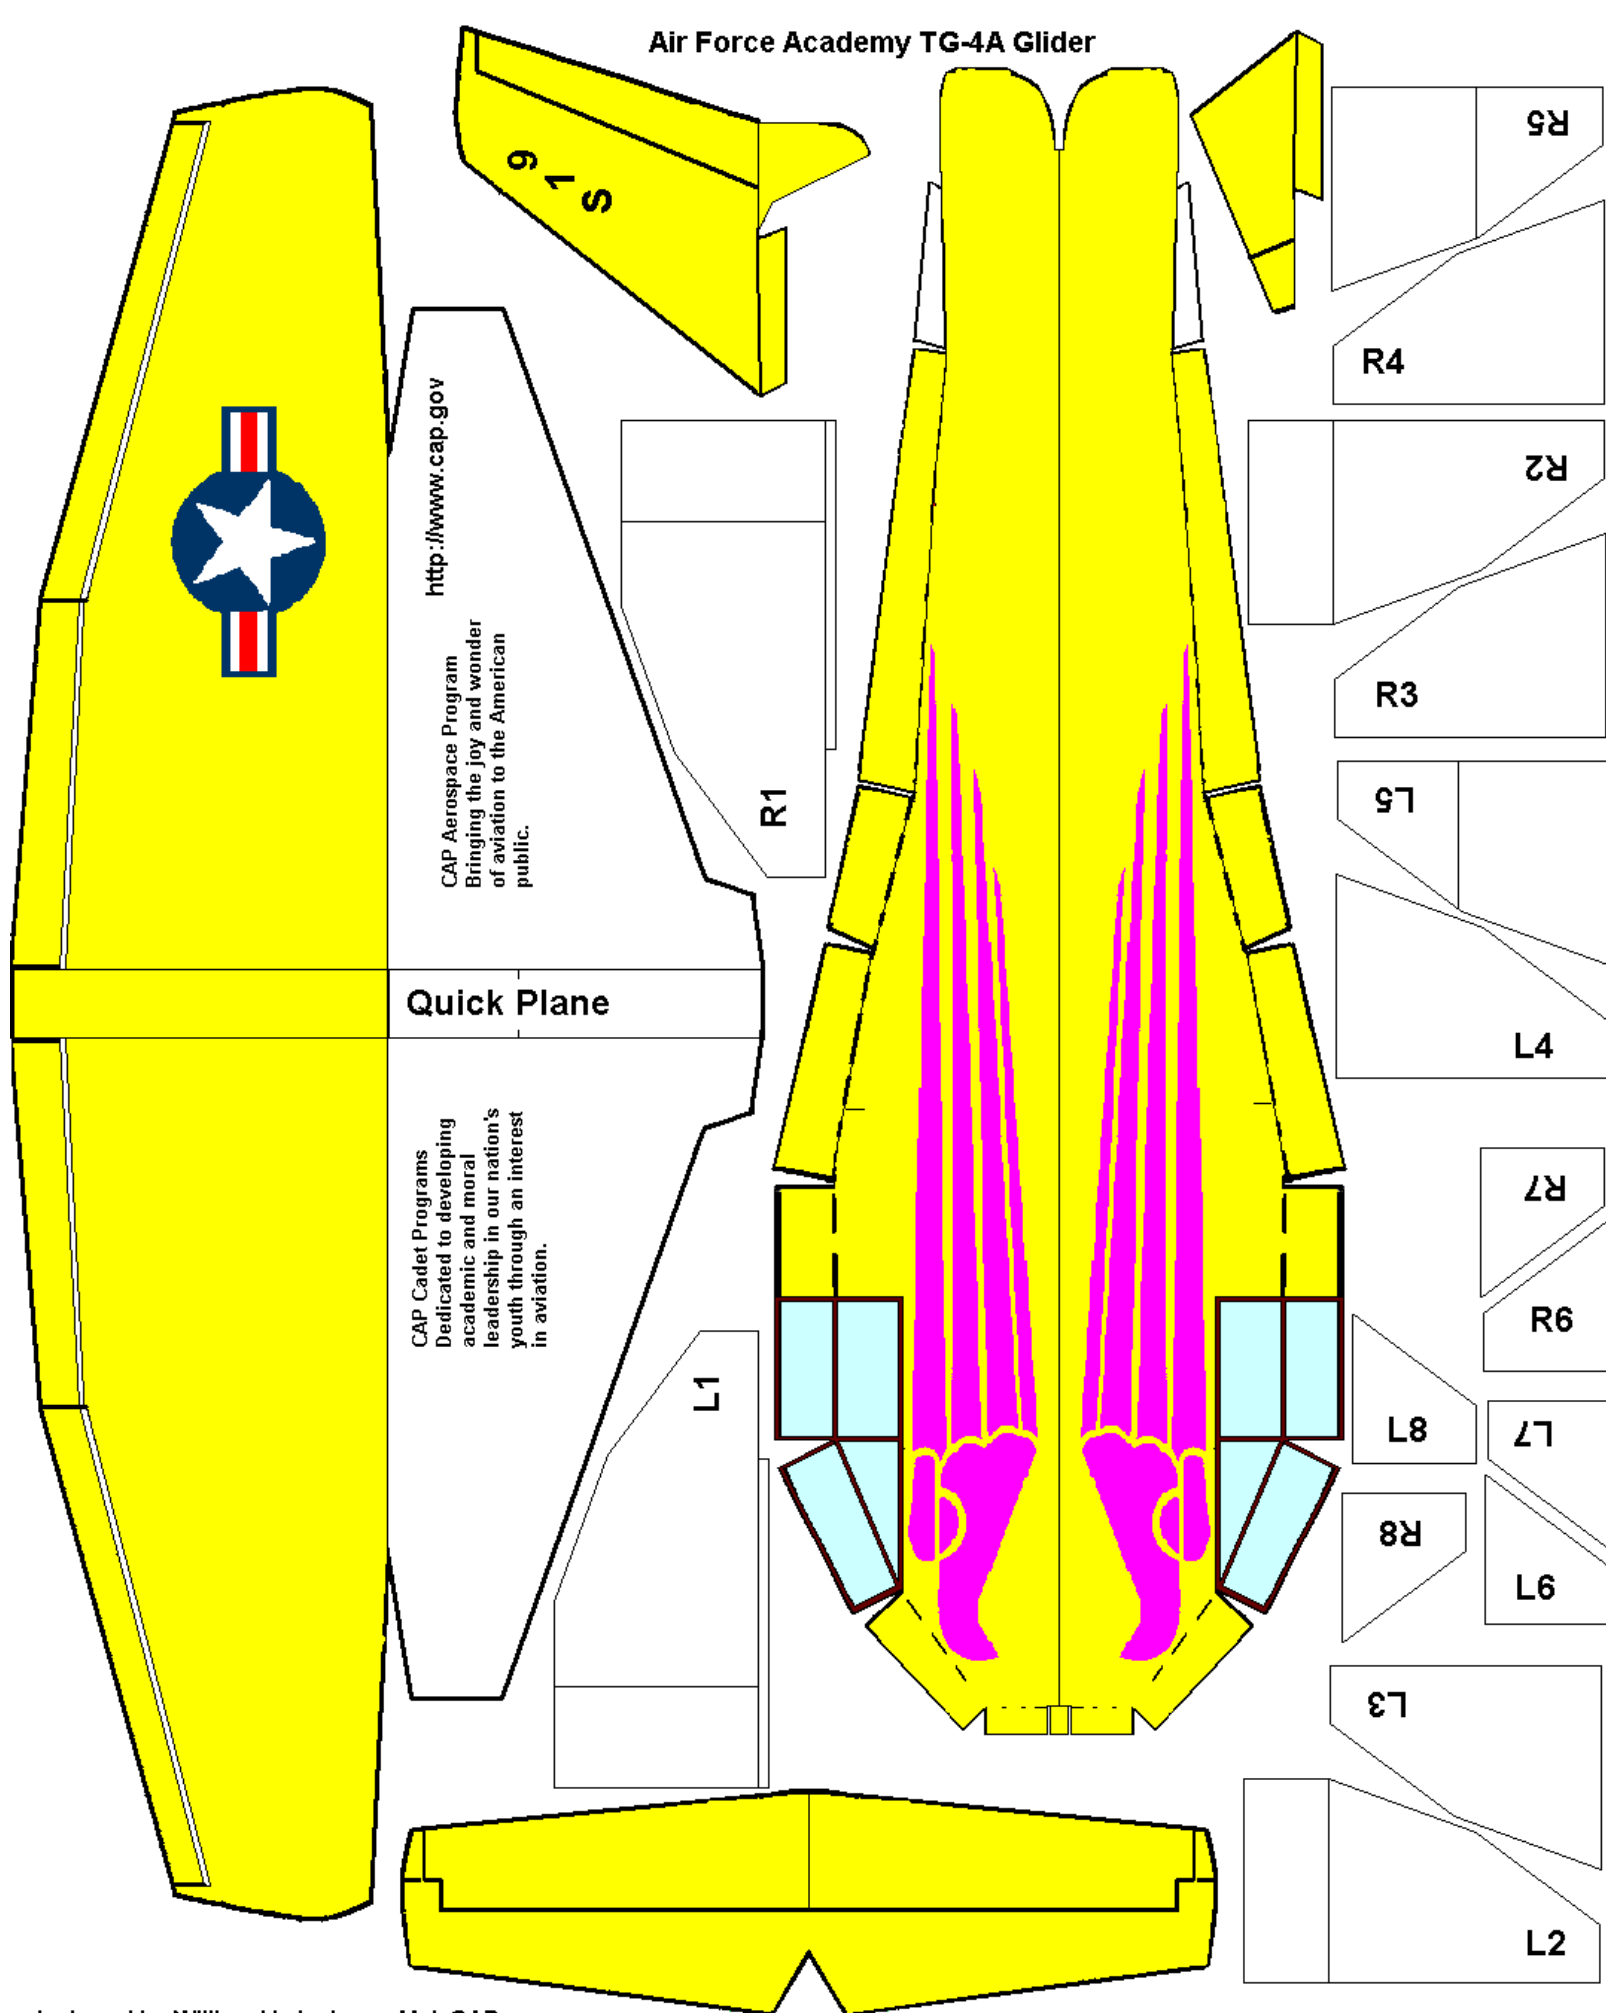 Air Force Academy TG-4A Glider
91S
http://www.cap.gov
CAP Aerospace Program
Bringing the joy and wonder
of aviation to the American
public.
Quick Plane
CAP Cadet Programs
Dedicated to developing
academic and moral
leadership in our nation's
youth through an interest
in aviation.
R1
L1
R5
R4
R2
R3
L5
L4
R7
R6
L8
L7
R8
L6
L3
L2